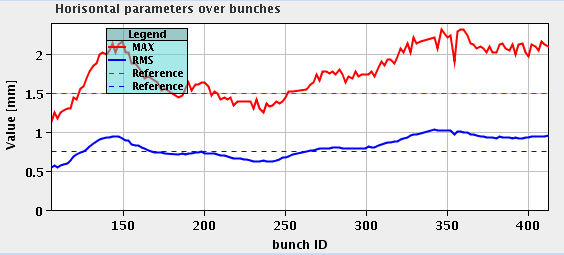 Horisontal parameters over bunches
Legend
MAX
RMS
Reference
Reference
Value [mm]
2
1.5
1
0.5
0
150
200
250
300
350
400
bunch ID